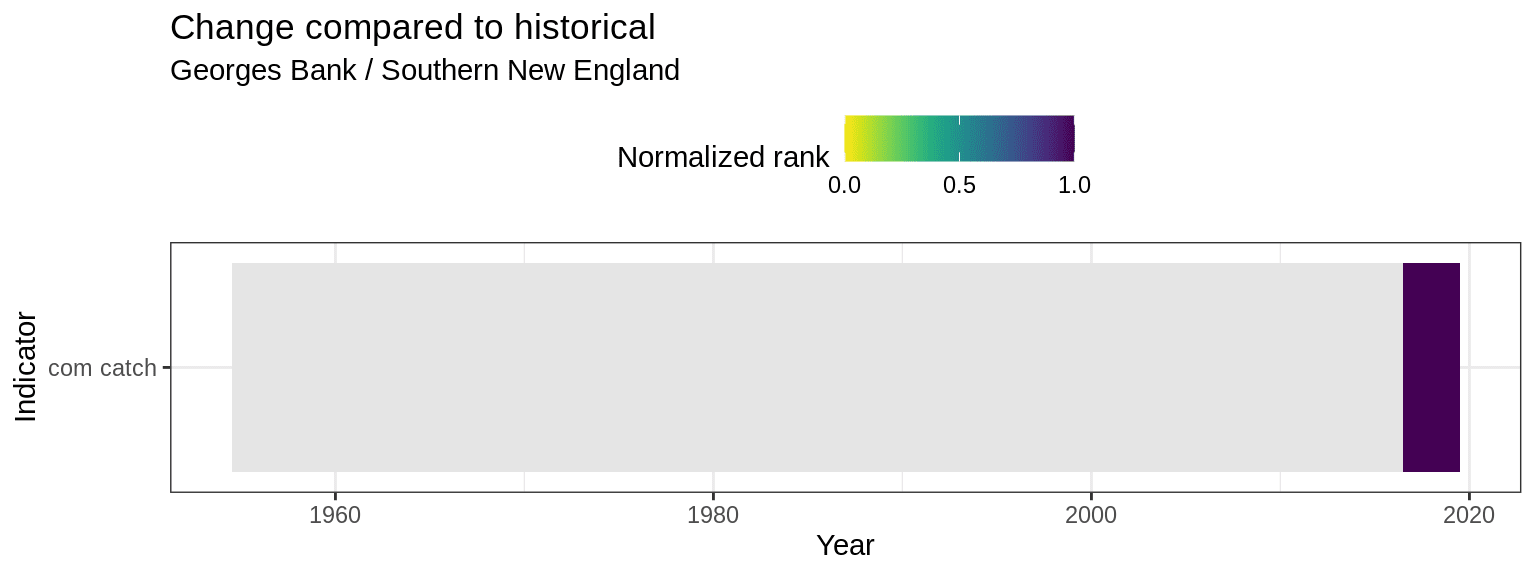 Change compared to historical
Georges Bank / Southern New England
Normalized rank
0.0 0.5 1.0
Indicator
com catch
1960 1980 2000 2020
Year